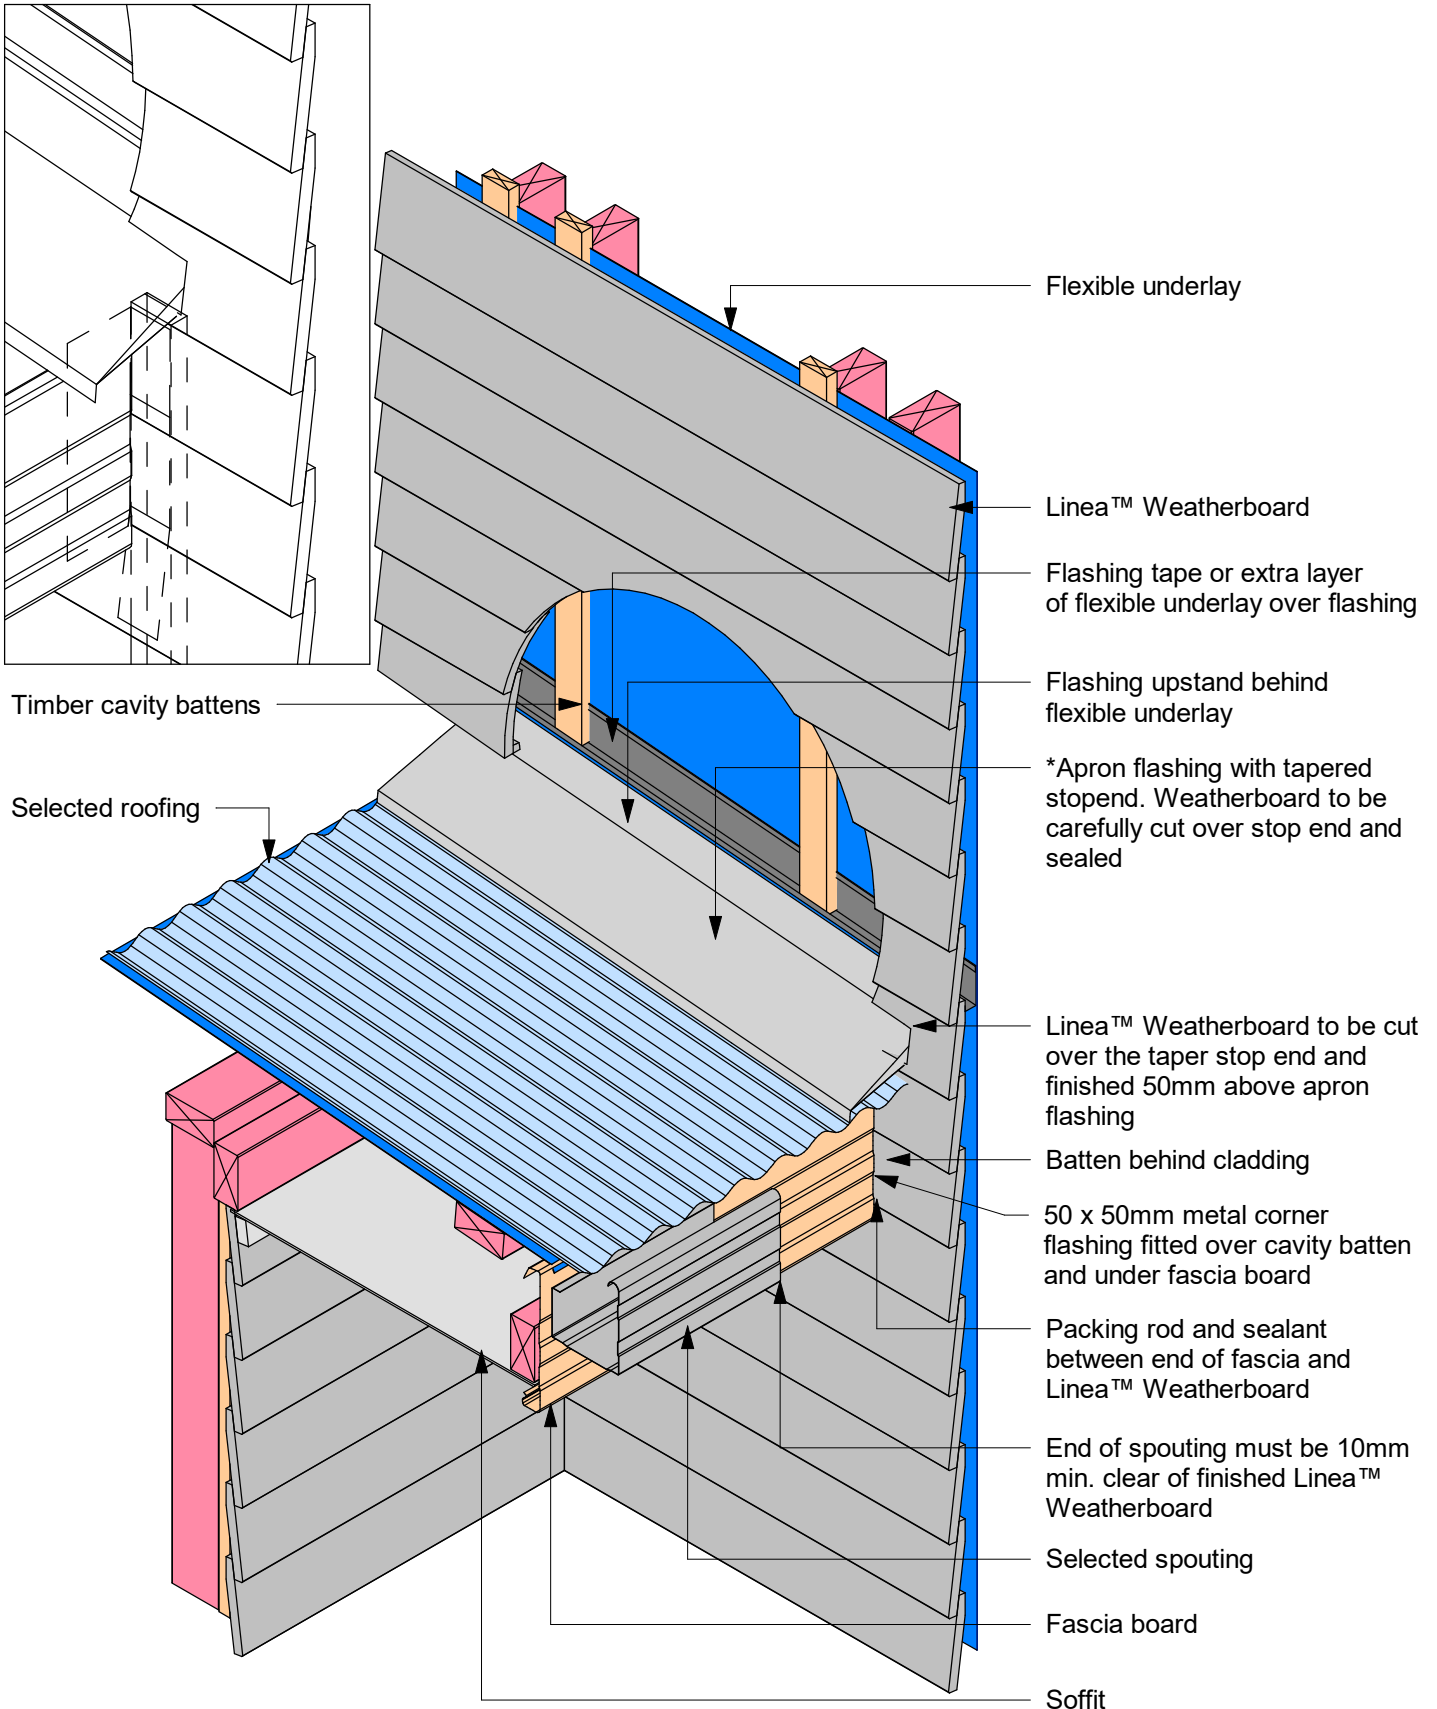 Flexible underlay
Linea™ Weatherboard
Flashing tape or extra layer
of flexible underlay over flashing
Flashing upstand behind
flexible underlay
Timber cavity battens
*Apron flashing with tapered
stopend. Weatherboard to be
carefully cut over stop end and
sealed
Selected roofing
Linea™ Weatherboard to be cut
over the taper stop end and
finished 50mm above apron
flashing
Batten behind cladding
50 x 50mm metal corner
flashing fitted over cavity batten
and under fascia board
Packing rod and sealant
between end of fascia and
Linea™ Weatherboard
End of spouting must be 10mm
min. clear of finished Linea™
Weatherboard
Selected spouting
Fascia board
Soffit